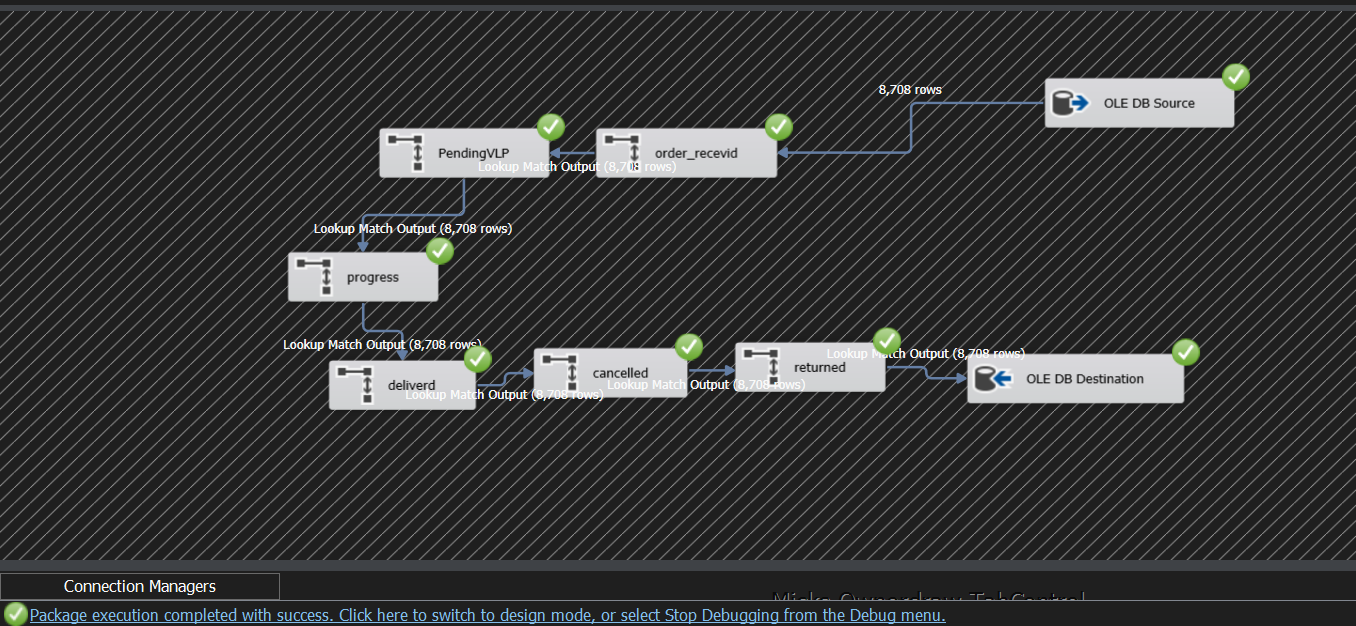 8,708 rows
OLE DB Source
PendingVLP
order_recevid
Lookup Match Output (8,708 rows)
Lookup Match Output (8,708 rows)
progress
Lookup Match Output (8,708 rows)
deliverd
cancelled
returned
Lookup Match Output (8,708 rows)
OLE DB Destination
Lookup Match Output (8,708 rows)
Lookup Match Output (8,708 rows)
Connection Managers
Package execution completed with success. Click here to switch to design mode, or select Stop Debugging from the Debug menu.